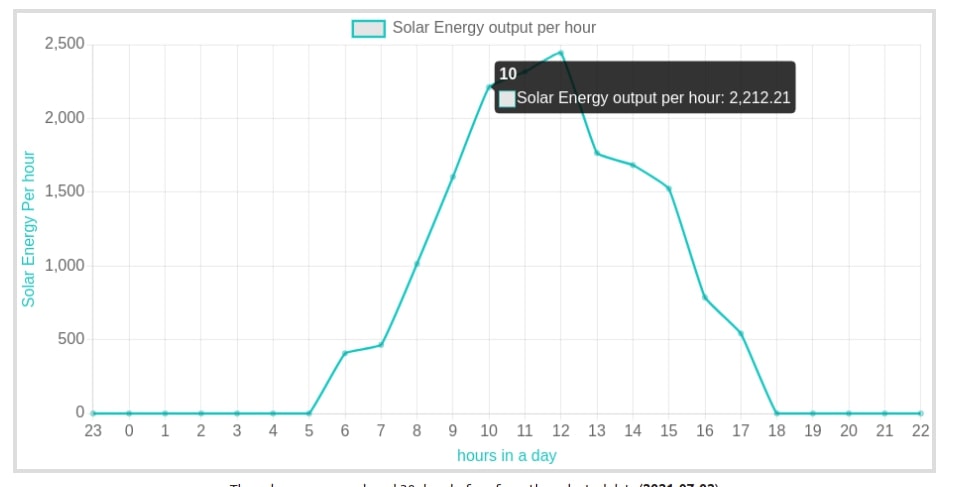 Solar Energy output per hour
2,500
10
Solar Energy output per hour: 2,212.21
2,000
1,500
1,000
500
0
Solar Energy Per hour
23 0 1 2 3 4 5 6 7 8 9 10 11 12 13 14 15 16 17 18 19 20 21 22
hours in a day